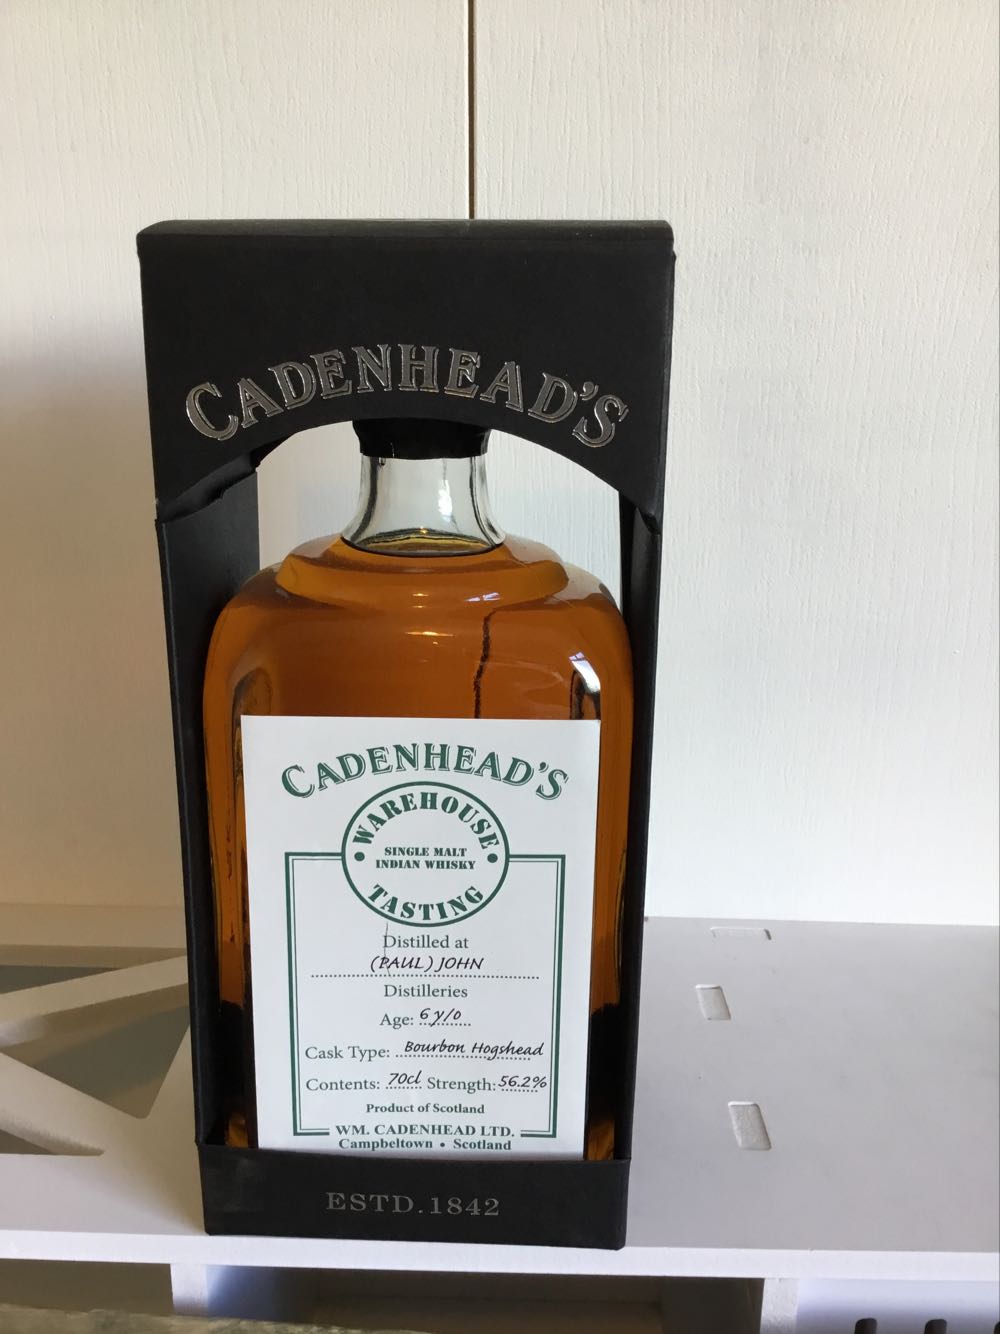 CADENHEAD'S
CADENHEAD'S
WAREHOUSE
SINGLE MALT
INDIAN WHISKY
TASTING
Distilled at
(PAUL) JOHN
Distilleries
Age: 6 y/o
Cask Type: Bourbon Hogshead
Contents: 70cl Strength: 56.2%
Product of Scotland
WM. CADENHEAD LTD.
Campbeltown • Scotland
ESTD. 1842